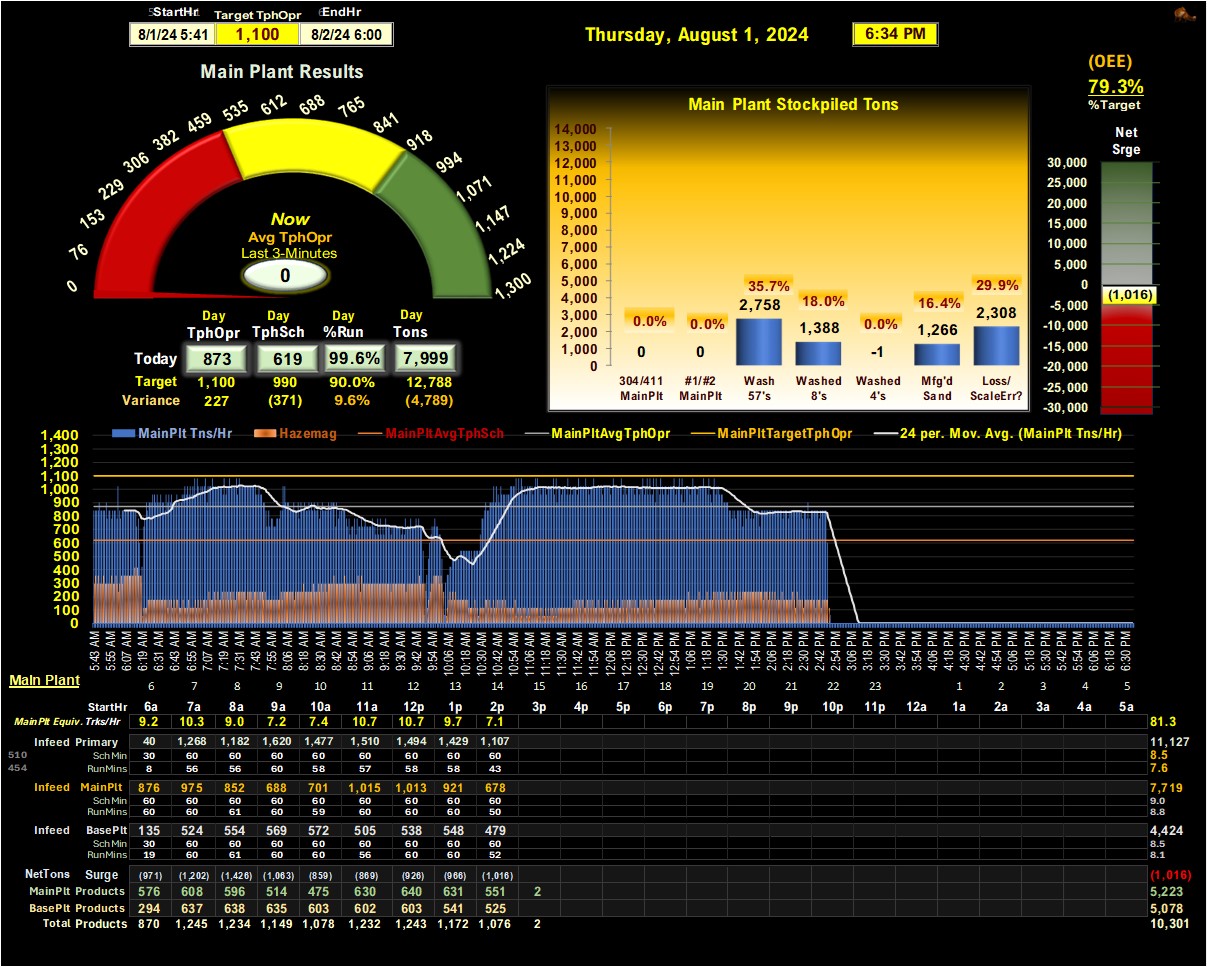 StartHr Target TphOpr EndHr
8/1/24 5:41 1,100 8/2/24 6:00
Thursday, August 1, 2024 6:34 PM
(OEE)
79.3%
%Target
Main Plant Results
0 76 153 229 306 382 459 535 612 688 765 841 918 994 1,071 1,147 1,224 1,300
Now
Avg TphOpr
Last 3-Minutes
0
Day Day Day Day
TphOpr TphSch %Run Tons
Today 873 619 99.6% 7,999
Target 1,100 990 90.0% 12,788
Variance 227 (371) 9.6% (4,789)
Main Plant Stockpiled Tons
14,000
13,000
12,000
11,000
10,000
9,000
8,000
7,000
6,000
5,000
4,000
3,000
2,000
1,000
0
0.0% 0.0% 35.7% 18.0% 0.0% 16.4% 29.9%
0 0 2,758 1,388 -1 1,266 2,308
304/411 #1/#2 Wash Washed Washed Mfg'd Loss/
MainPlt MainPlt 57's 8's 4's Sand ScaleErr?
Net
Srge
30,000
25,000
20,000
15,000
10,000
5,000
0
(1,016)
-5,000
-10,000
-15,000
-20,000
-25,000
-30,000
MainPlt Tns/Hr Hazemag MainPltAvgTphSch MainPltAvgTphOpr MainPltTargetTphOpr 24 per. Mov. Avg. (MainPlt Tns/Hr)
1,400
1,300
1,200
1,100
1,000
900
800
700
600
500
400
300
200
100
0
5:43 AM 5:55 AM 6:07 AM 6:19 AM 6:31 AM 6:43 AM 6:55 AM 7:07 AM 7:19 AM 7:31 AM 7:43 AM 7:55 AM 8:06 AM 8:18 AM 8:30 AM 8:42 AM 8:54 AM 9:06 AM 9:18 AM 9:30 AM 9:42 AM 9:54 AM 10:06 AM 10:18 AM 10:30 AM 10:42 AM 10:54 AM 11:06 AM 11:18 AM 11:30 AM 11:42 AM 11:54 AM 12:06 PM 12:18 PM 12:30 PM 12:42 PM 12:54 PM 1:06 PM 1:18 PM 1:30 PM 1:42 PM 1:54 PM 2:06 PM 2:18 PM 2:30 PM 2:42 PM 2:54 PM 3:06 PM 3:18 PM 3:30 PM 3:42 PM 3:54 PM 4:06 PM 4:18 PM 4:30 PM 4:42 PM 4:54 PM 5:06 PM 5:18 PM 5:30 PM 5:42 PM 5:54 PM 6:06 PM 6:18 PM 6:30 PM
Main Plant
6 7 8 9 10 11 12 13 14 15 16 17 18 19 20 21 22 23 1 2 3 4 5
StartHr 6a 7a 8a 9a 10a 11a 12p 1p 2p 3p 4p 5p 6p 7p 8p 9p 10p 11p 12a 1a 2a 3a 4a 5a
MainPlt Equiv. Trks/Hr 9.2 10.3 9.0 7.2 7.4 10.7 10.7 9.7 7.1 81.3
Infeed Primary 40 1,268 1,182 1,620 1,477 1,510 1,494 1,429 1,107 11,127
510 SchMin 30 60 60 60 60 60 60 60 60 8.5
454 RunMins 8 56 56 60 58 57 58 58 43 7.6
Infeed MainPlt 876 975 852 688 701 1,015 1,013 921 678 7,719
SchMin 60 60 60 60 60 60 60 60 60 9.0
RunMins 60 60 61 60 59 60 60 60 50 8.8
Infeed BasePlt 135 524 554 569 572 505 538 548 479 4,424
SchMin 30 60 60 60 60 60 60 60 60 8.5
RunMins 19 60 61 60 60 56 60 60 52 8.1
NetTons Surge (971) (1,202) (1,426) (1,063) (859) (869) (926) (966) (1,016) (1,016)
MainPlt Products 576 608 596 514 475 630 640 631 551 2 5,223
BasePlt Products 294 637 638 635 603 602 603 541 525 5,078
Total Products 870 1,245 1,234 1,149 1,078 1,232 1,243 1,172 1,076 2 10,301